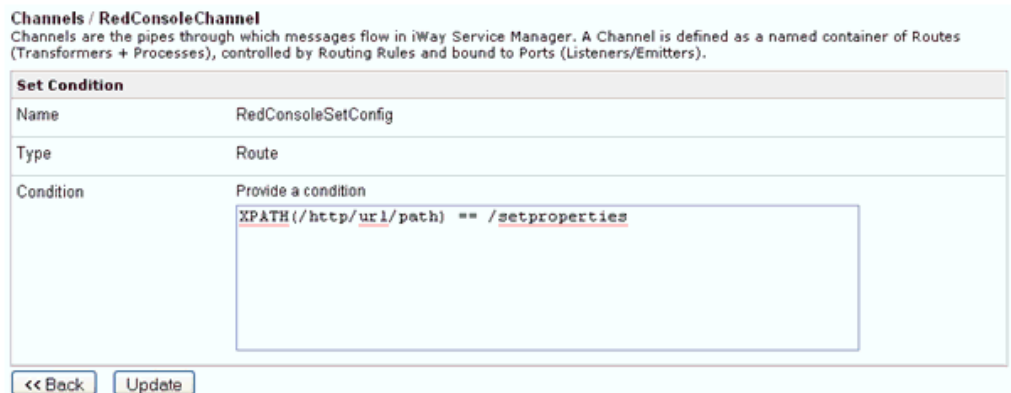 Channels / RedConsoleChannel
Channels are the pipes through which messages flow in iWay Service Manager. A Channel is defined as a named container of Routes
(Transformers + Processes), controlled by Routing Rules and bound to Ports (Listeners/Emitters).
Set Condition
Name RedConsoleSetConfig
Type Route
Condition Provide a condition
XPATH(/http/url/path) == /setproperties
<< Back Update